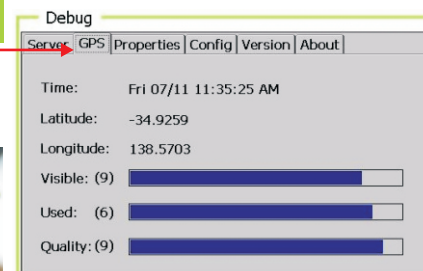 Debug
Server GPS Properties Config Version About
Time: Fri 07/11 11:35:25 AM
Latitude: -34.9259
Longitude: 138.5703
Visible: (9)
Used: (6)
Quality: (9)